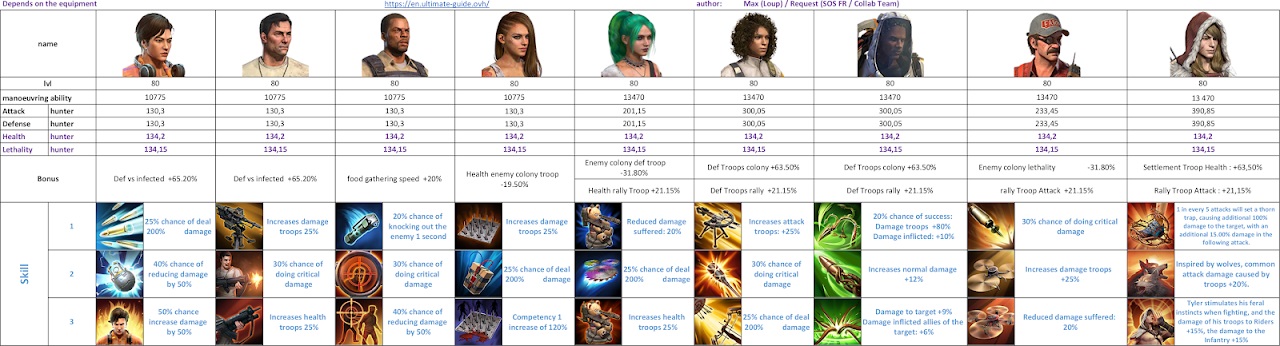 Depends on the equipment https://en.ultimate-guide.ovh/ author: Max (Loup) / Request (SOS FR / Collab Team)
name
lvl 80 80 80 80 80 80 80 80 80
manoeuvring ability 10775 10775 10775 10775 13470 13470 13470 13470 13 470
Attack hunter 130,3 130,3 130,3 130,3 201,15 300,05 300,05 233,45 390,85
Defense hunter 130,3 130,3 130,3 130,3 201,15 300,05 300,05 233,45 390,85
Health hunter 134,2 134,2 134,2 134,2 134,2 134,2 134,2 134,2 134,2
Lethality hunter 134,15 134,15 134,15 134,15 134,15 134,15 134,15 134,15 134,15
Bonus
Def vs infected +65.20%
Def vs infected +65.20%
food gathering speed +20%
Health enemy colony troop
-19.50%
Enemy colony def troop
-31.80%
Health rally Troop +21.15%
Def Troops colony +63.50%
Def Troops rally +21.15%
Def Troops colony +63.50%
Def Troops rally +21.15%
Enemy colony lethality -31.80%
rally Troop Attack +21.15%
Settlement Troop Health : +63,50%
Rally Troop Attack : +21,15%
Skill
1
25% chance of deal
200% damage
Increases damage
troops 25%
20% chance of
knocking out the
enemy 1 second
Increases damage
troops 25%
Reduced damage
suffered: 20%
Increases attack
troops: +25%
20% chance of success:
Damage troops +80%
Damage inflicted: +10%
30% chance of doing critical
damage
1 in every 5 attacks will set a thorn
trap, causing additional 100%
damage to the target, with an
additional 15.00% damage in the
following attack.
2
40% chance of
reducing damage
by 50%
30% chance of
doing critical
damage
30% chance of
doing critical
damage
25% chance of deal
200% damage
25% chance of deal
200% damage
30% chance of
doing critical
damage
Increases normal damage
+12%
Increases damage troops
+25%
Inspired by wolves, common
attack damage caused by
troops +20%.
3
50% chance
increase damage
by 50%
Increases health
troops 25%
40% chance of
reducing damage
by 50%
Competency 1
increase of 120%
Increases health
troops 25%
25% chance of deal
200% damage
Damage to target +9%
Damage inflicted allies of the
target: +6%
Reduced damage suffered:
20%
Tyler stimulates his feral
instincts when fighting, and the
damage of his troops to Riders
+15%, the damage to the
Infantry +15%